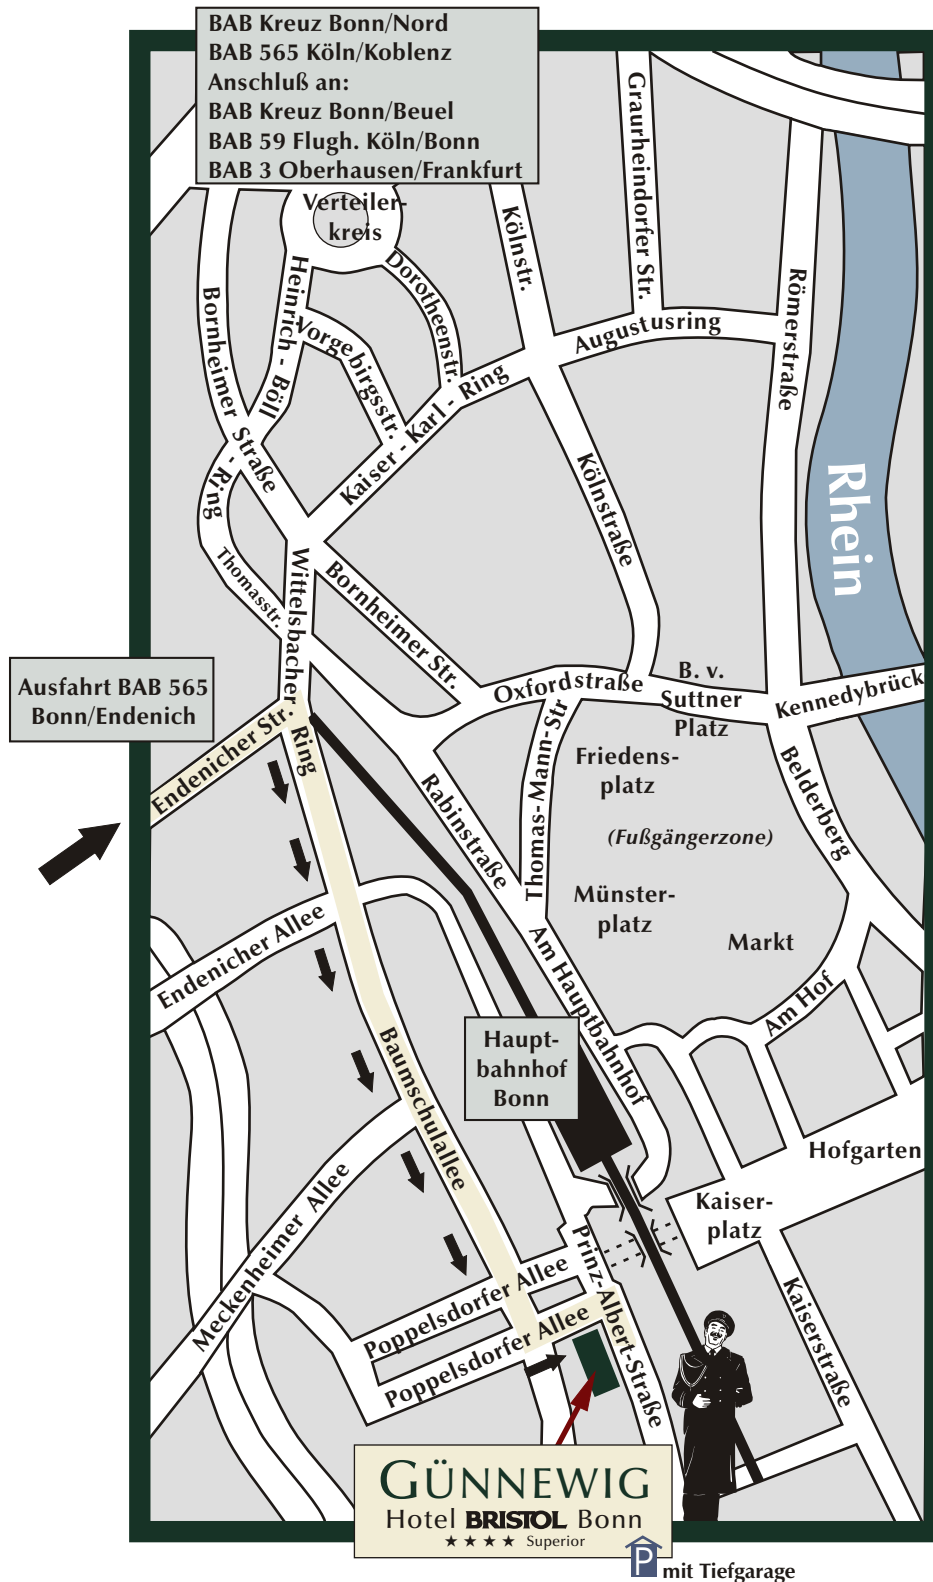 BAB Kreuz Bonn/Nord
BAB 565 Köln/Koblenz
Anschluß an:
BAB Kreuz Bonn/Beuel
BAB 59 Flugh. Köln/Bonn
BAB 3 Oberhausen/Frankfurt
Verteiler-
kreis
Graurheindorfer Str.
Kölnstr.
Dorotheenstr.
Heinrich - Böll
- Ring
Vorgebirgsstr.
Bornheimer Straße
Augustusring
Römerstraße
Kaiser - Karl - Ring
Kölnstraße
Rhein
Thomasstr.
Wittelsbacher
Ring
Bornheimer Str.
Ausfahrt BAB 565
Bonn/Endenich
Endenicher Str.
Oxfordstraße
B. v.
Suttner
Platz
Kennedybrück
Thomas-Mann-Str
Friedens-
platz
Belderberg
Rabinstraße
(Fußgängerzone)
Münster-
platz
Markt
Endenicher Allee
Am Hauptbahnhof
Am Hof
Haupt-
bahnhof
Bonn
Baumschulallee
Hofgarten
Meckenheimer Allee
Kaiser-
platz
Prinz-Albert-Straße
Poppelsdorfer Allee
Poppelsdorfer Allee
Kaiserstraße
GÜNNEWIG
Hotel BRISTOL Bonn
★★★★ Superior
P mit Tiefgarage